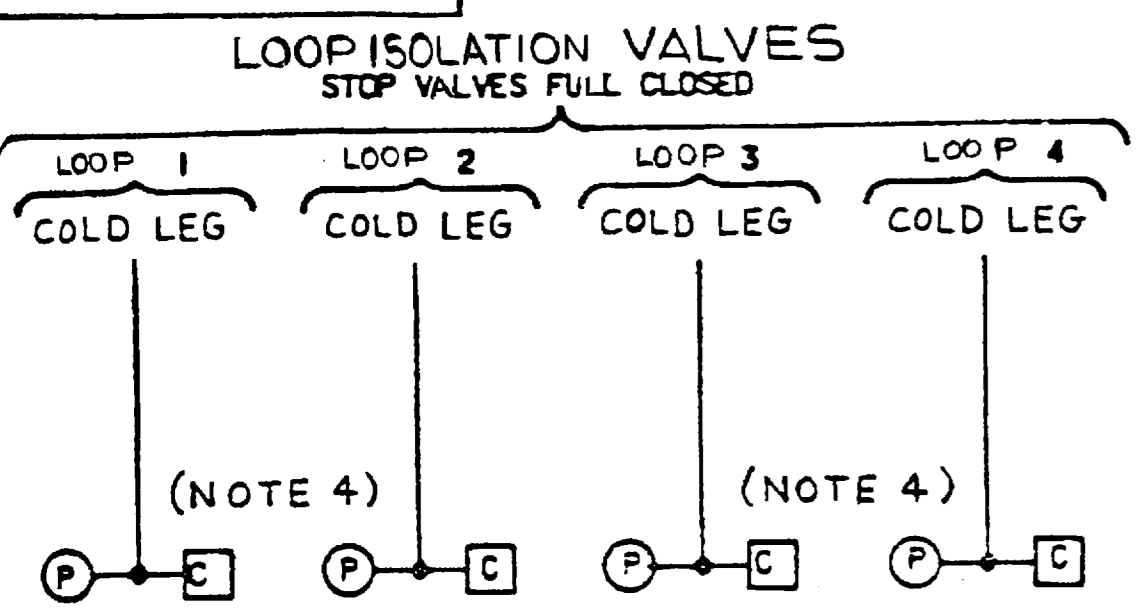 LOOP ISOLATION VALVES
STOP VALVES FULL CLOSED
LOOP 1 LOOP 2 LOOP 3 LOOP 4
COLD LEG COLD LEG COLD LEG COLD LEG
(NOTE 4) (NOTE 4)
P C P C P C P C